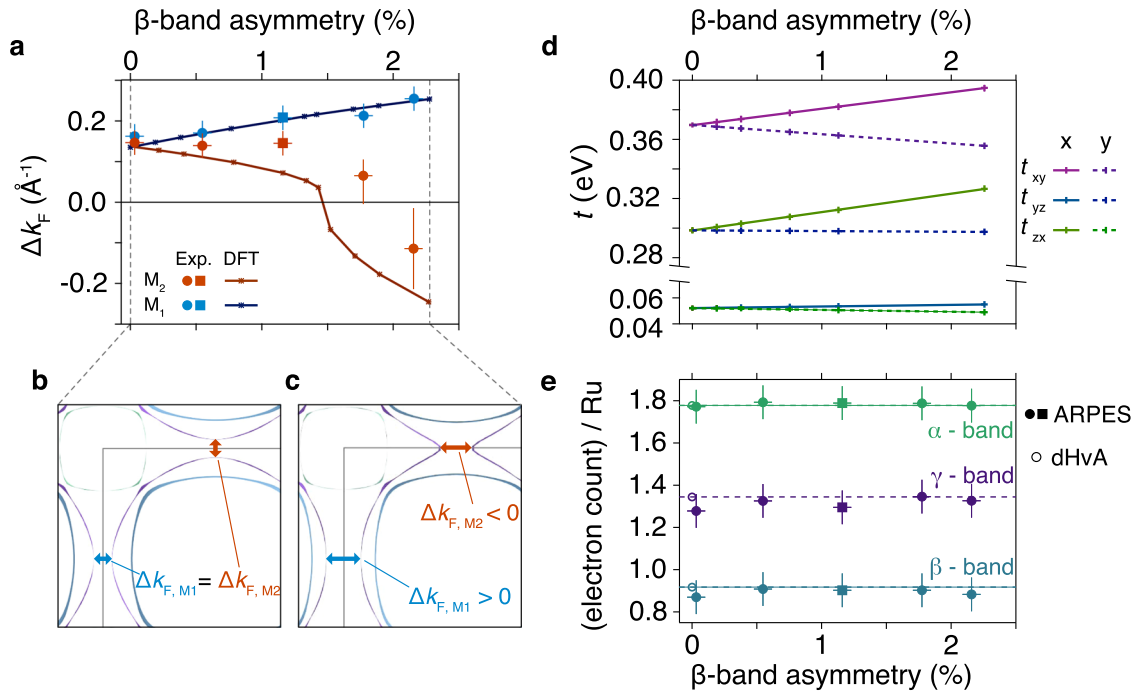 β-band asymmetry (%)
a
0 1 2
0.2
0.0
-0.2
Δk_F (Å⁻¹)
Exp. DFT
M₂
M₁
b
Δk_F, M1 = Δk_F, M2
c
Δk_F, M2 < 0
Δk_F, M1 > 0
β-band asymmetry (%)
d
0 1 2
0.40
0.36
0.32
0.28
0.06
0.04
t (eV)
x y
t_xy
t_yz
t_zx
e
1.8
1.6
1.4
1.2
1.0
0.8
(electron count) / Ru
α - band
γ - band
β - band
ARPES
dHvA
0 1 2
β-band asymmetry (%)